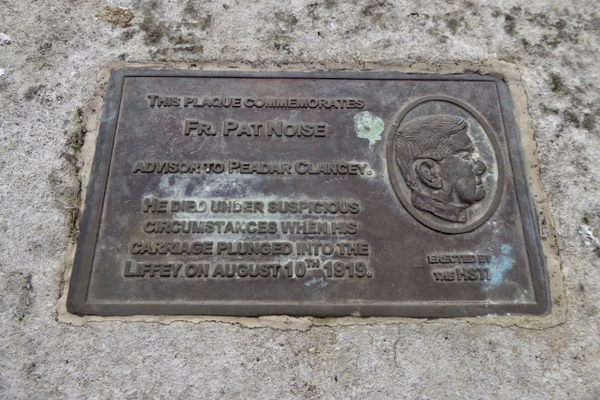 THIS PLAQUE COMMEMORATES
FR. PAT NOISE
ADVISOR TO PEADAR CLANCEY.
HE DIED UNDER SUSPICIOUS
CIRCUMSTANCES WHEN HIS
CARRIAGE PLUNGED INTO THE
LIFFEY ON AUGUST 10TH 1919.
ERECTED BY
THE HSTI